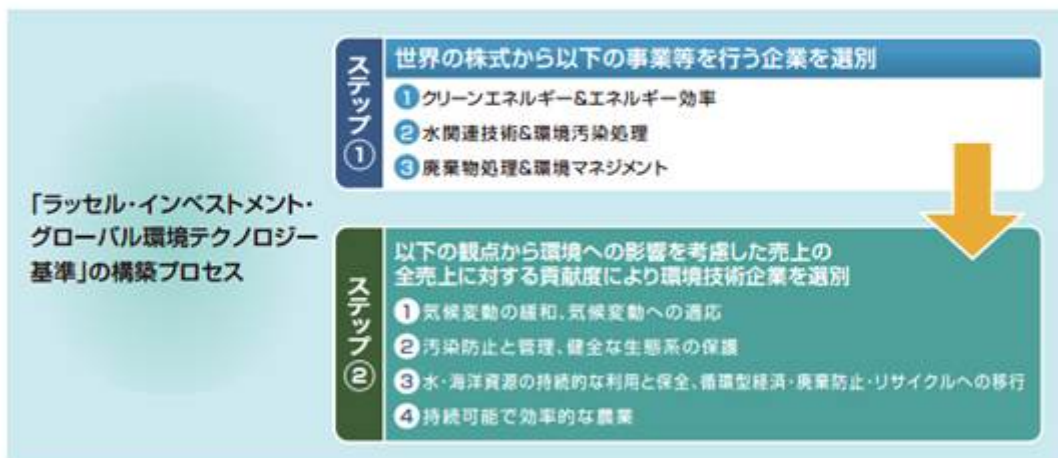 「ラッセル・インベストメント・
グローバル環境テクノロジー
基準」の構築プロセス
ステップ①
世界の株式から以下の事業等を行う企業を選別
1 クリーンエネルギー&エネルギー効率
2 水関連技術&環境汚染処理
3 廃棄物処理&環境マネジメント
ステップ②
以下の観点から環境への影響を考慮した売上の
全売上に対する貢献度により環境技術企業を選別
1 気候変動の緩和、気候変動への適応
2 汚染防止と管理、健全な生態系の保護
3 水・海洋資源の持続的な利用と保全、循環型経済・廃棄防止・リサイクルへの移行
4 持続可能で効率的な農業